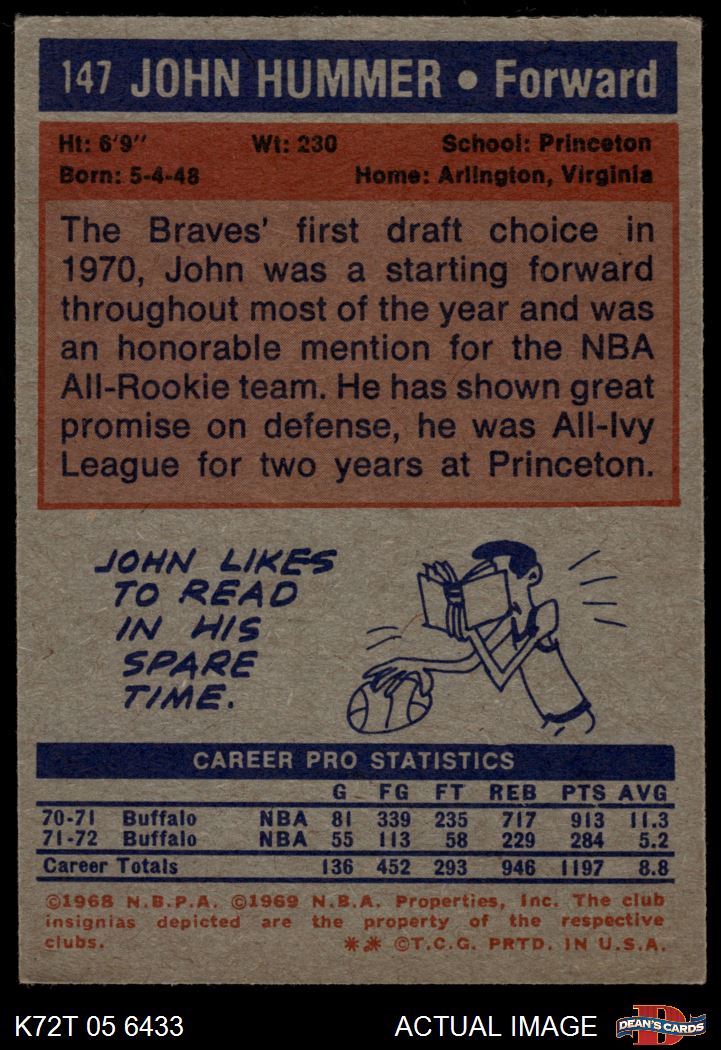 147 JOHN HUMMER • Forward
Ht: 6'9" Wt: 230 School: Princeton
Born: 5-4-48 Home: Arlington, Virginia
The Braves' first draft choice in
1970, John was a starting forward
throughout most of the year and was
an honorable mention for the NBA
All-Rookie team. He has shown great
promise on defense, he was All-Ivy
League for two years at Princeton.
JOHN LIKES
TO READ
IN HIS
SPARE
TIME.
CAREER PRO STATISTICS
G FG FT REB PTS AVG
70-71 Buffalo NBA 81 339 235 717 913 11.3
71-72 Buffalo NBA 55 113 58 229 284 5.2
Career Totals 136 452 293 946 1197 8.8
©1968 N.B.P.A. ©1969 N.B.A. Properties, Inc. The club
insignias depicted are the property of the respective
clubs. ** ©T.C.G. PRTD. IN U.S.A.
K72T 05 6433 ACTUAL IMAGE
D
DEAN'S CARDS